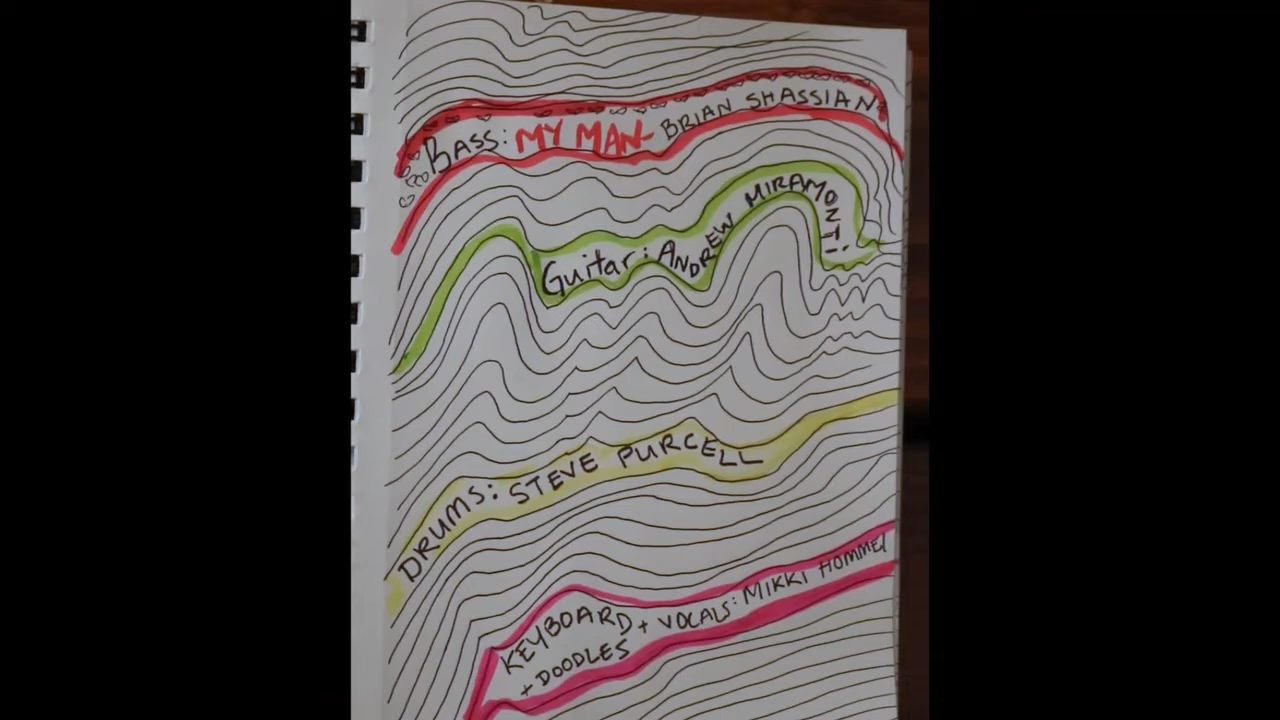 BASS: MY MAN- BRIAN SHASSIAN
Guitar: ANDREW MIRAMONTi
DRUMS: STEVE PURCELL
KEYBOARD + VOCALS: MIKKI HOMMEl
+ DOODLES